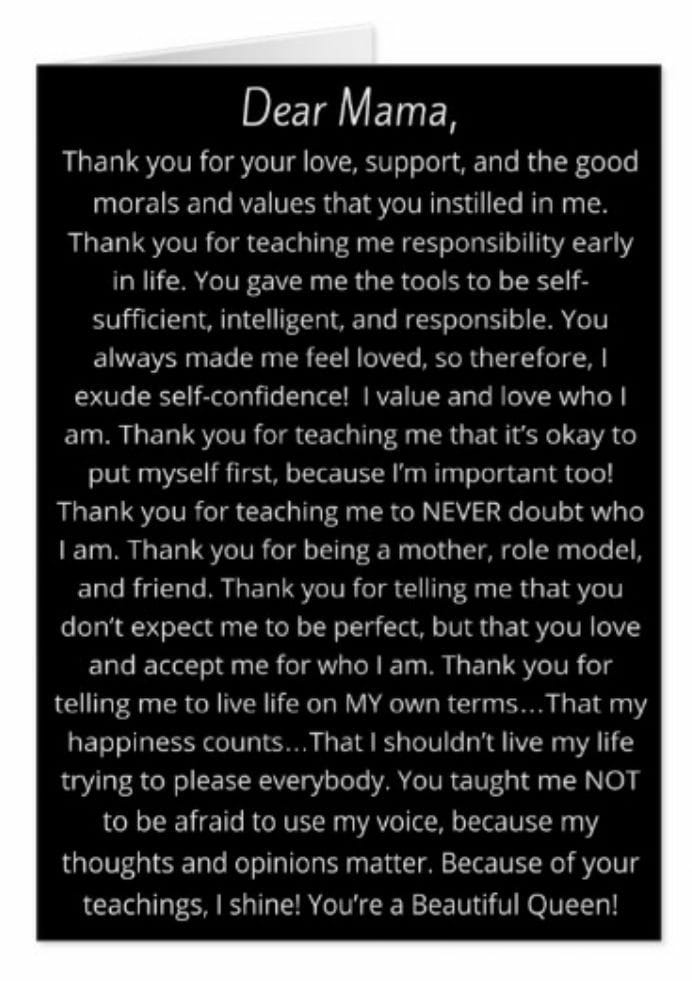 Dear Mama,
Thank you for your love, support, and the good
morals and values that you instilled in me.
Thank you for teaching me responsibility early
in life. You gave me the tools to be self-
sufficient, intelligent, and responsible. You
always made me feel loved, so therefore, I
exude self-confidence!  I value and love who I
am. Thank you for teaching me that it’s okay to
put myself first, because I’m important too!
Thank you for teaching me to NEVER doubt who
I am. Thank you for being a mother, role model,
and friend. Thank you for telling me that you
don’t expect me to be perfect, but that you love
and accept me for who I am. Thank you for
telling me to live life on MY own terms…That my
happiness counts…That I shouldn’t live my life
trying to please everybody. You taught me NOT
to be afraid to use my voice, because my
thoughts and opinions matter. Because of your
teachings, I shine! You’re a Beautiful Queen!